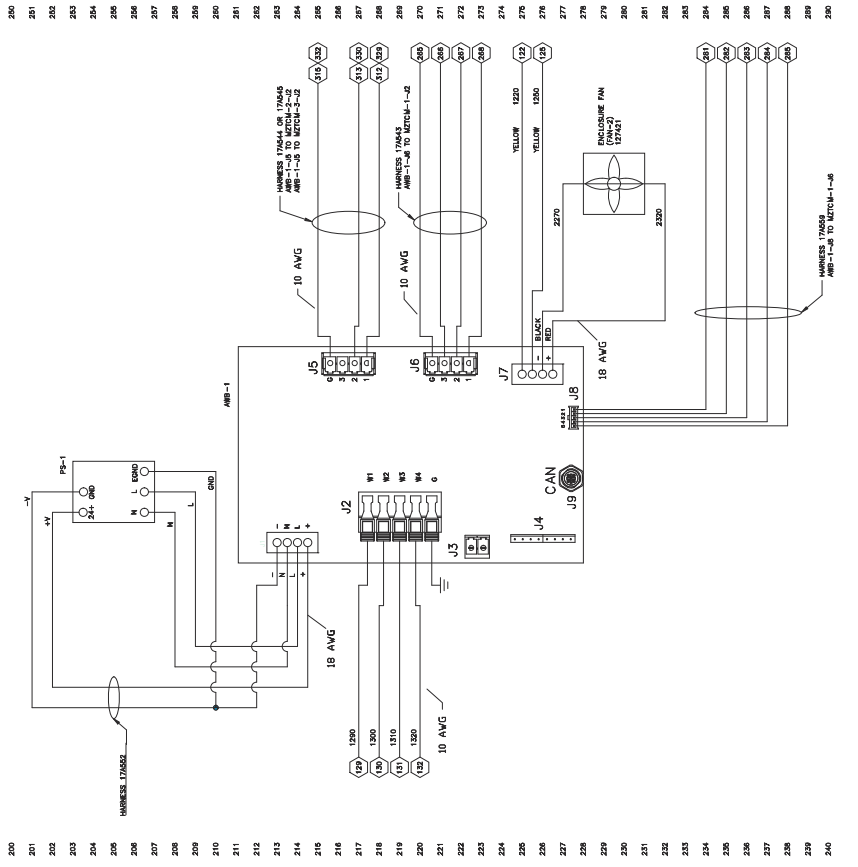 250 251 252 253 254 255 256 257 258 259 260 261 262 263 264 265 266 267 268 269 270 271 272 273 274 275 276 277 278 279 280 281 282 283 284 285 286 287 288 289 290
332
315
330
313
329
312
265
266
267
268
122
125
281
282
283
284
285
HARNESS 17A544 OR 17A545
AWB-1-J5 TO MZTCM-2-J2
AWB-1-J5 TO MZTCM-3-J2
HARNESS 17A543
AWB-1-J6 TO MZTCM-1-J2
YELLOW 1220
YELLOW 1250
ENCLOSURE FAN
(FAN-2)
127421
2270
2320
HARNESS 17A559
AWB-1-J8 TO MZTCM-1-J6
10 AWG
10 AWG
BLACK
RED
-
+
18 AWG
J5
G 3 2 1
J6
G 3 2 1
J7
J8
54321
AWB-1
PS-1
GND
24+
EGND
L
N
-V
+V
N
L
GND
J2
W1
W2
W3
W4
G
CAN
J9
J4
J3
-
N
L
+
-
N
L
+
18 AWG
HARNESS 17A552
1290
1300
1310
1320
129
130
131
132
10 AWG
200 201 202 203 204 205 206 207 208 209 210 211 212 213 214 215 216 217 218 219 220 221 222 223 224 225 226 227 228 229 230 231 232 233 234 235 236 237 238 239 240